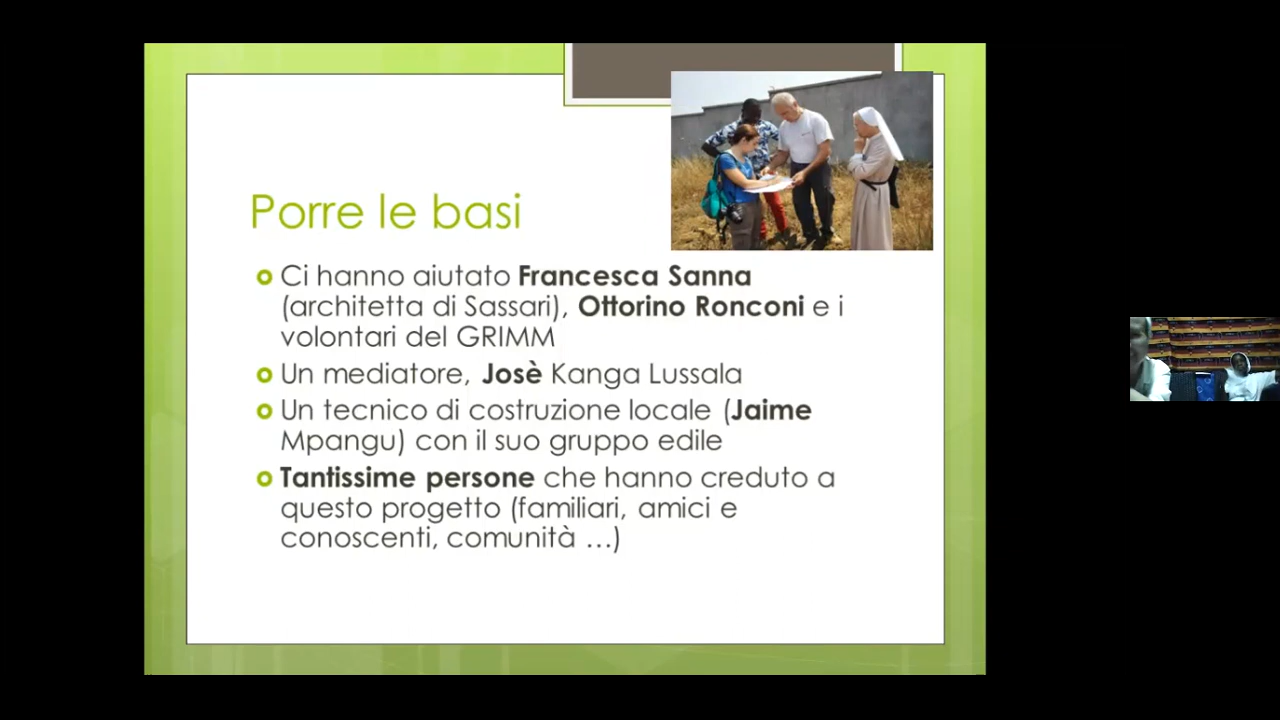 Porre le basi
Ci hanno aiutato Francesca Sanna
(architetta di Sassari), Ottorino Ronconi e i
volontari del GRIMM
Un mediatore, Josè Kanga Lussala
Un tecnico di costruzione locale (Jaime
Mpangu) con il suo gruppo edile
Tantissime persone che hanno creduto a
questo progetto (familiari, amici e
conoscenti, comunità …)